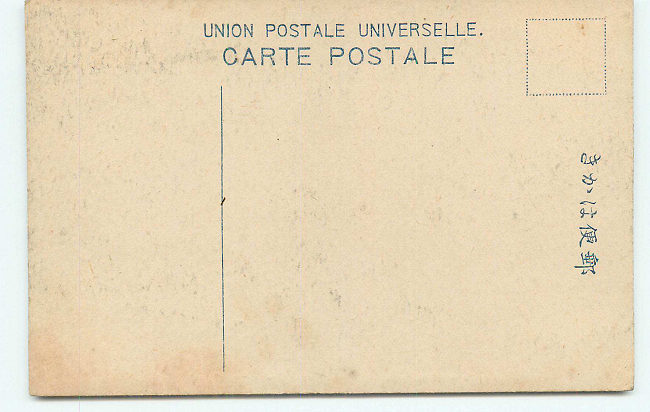 UNION POSTALE UNIVERSELLE.
CARTE POSTALE
きかは便郵